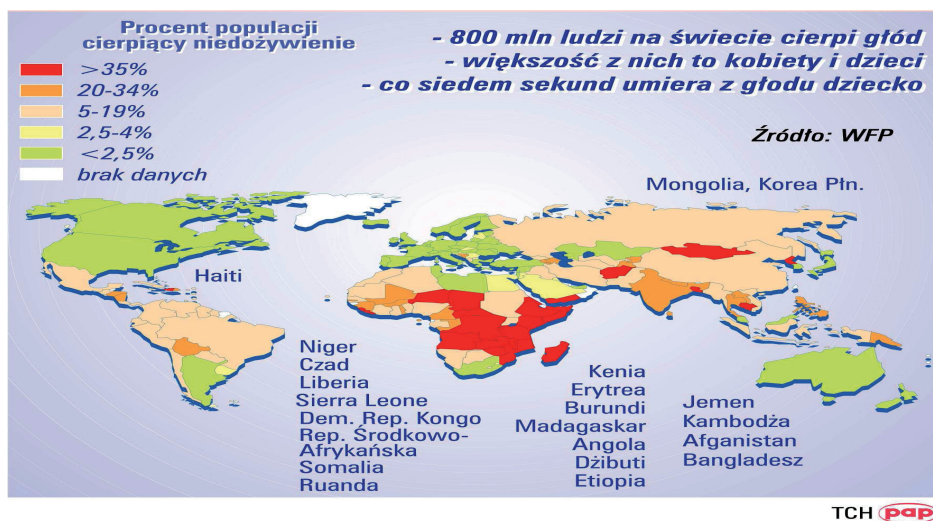 Procent populacji
cierpiący niedożywienie
>35%
20-34%
5-19%
2,5-4%
<2,5%
brak danych
- 800 mln ludzi na świecie cierpi głód
- większość z nich to kobiety i dzieci
- co siedem sekund umiera z głodu dziecko
Źródło: WFP
Mongolia, Korea Płn.
Haiti
Niger
Czad
Liberia
Sierra Leone
Dem. Rep. Kongo
Rep. Środkowo-
Afrykańska
Somalia
Ruanda
Kenia
Erytrea
Burundi
Madagaskar
Angola
Dżibuti
Etiopia
Jemen
Kambodża
Afganistan
Bangladesz
TCH pap